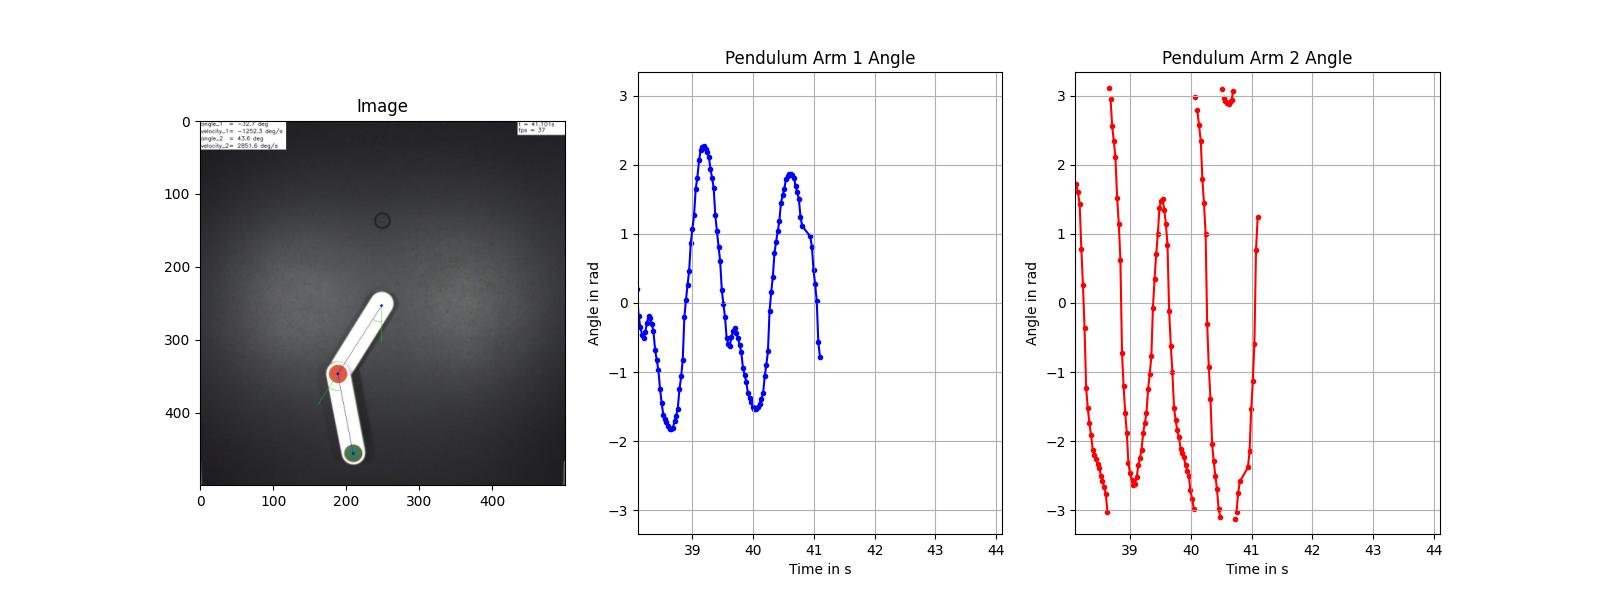 Image
Pendulum Arm 1 Angle
Pendulum Arm 2 Angle
angle_1 = -32.7 deg
velocity_1= -1252.3 deg/s
angle_2 = 43.6 deg
velocity_2= 2851.6 deg/s
t = 41.101s
fps = 37
0
100
200
300
400
0 100 200 300 400
Angle in rad
3
2
1
0
−1
−2
−3
39 40 41 42 43 44
Time in s
Angle in rad
3
2
1
0
−1
−2
−3
39 40 41 42 43 44
Time in s